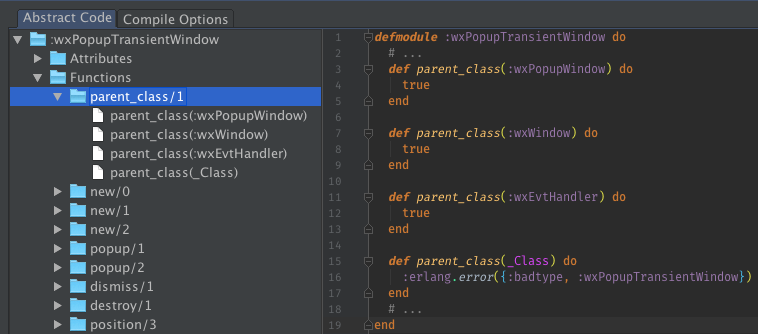 Abstract Code
Compile Options
:wxPopupTransientWindow
Attributes
Functions
parent_class/1
parent_class(:wxPopupWindow)
parent_class(:wxWindow)
parent_class(:wxEvtHandler)
parent_class(_Class)
new/0
new/1
new/2
popup/1
popup/2
dismiss/1
destroy/1
position/3
1 defmodule :wxPopupTransientWindow do
2 # ...
3 def parent_class(:wxPopupWindow) do
4 true
5 end
6
7 def parent_class(:wxWindow) do
8 true
9 end
10
11 def parent_class(:wxEvtHandler) do
12 true
13 end
14
15 def parent_class(_Class) do
16 :erlang.error({:badtype, :wxPopupTransientWindow})
17 end
18 # ...
19 end